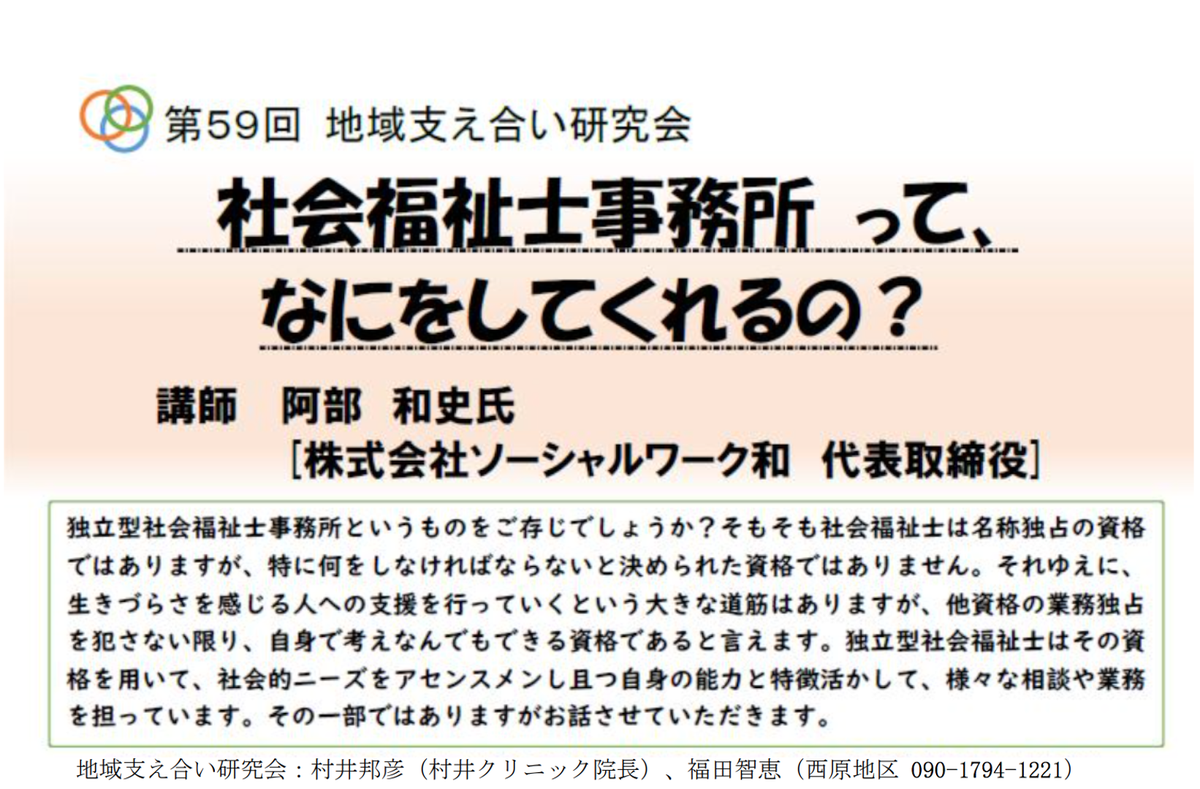 第59回 地域支え合い研究会
社会福祉士事務所 って、
なにをしてくれるの？
講師　阿部　和史氏
［株式会社ソーシャルワーク和　代表取締役］
独立型社会福祉士事務所というものをご存じでしょうか？そもそも社会福祉士は名称独占の資格
ではありますが、特に何をしなければならないと決められた資格ではありません。それゆえに、
生きづらさを感じる人への支援を行っていくという大きな道筋はありますが、他資格の業務独占
を犯さない限り、自身で考えなんでもできる資格であると言えます。独立型社会福祉士はその資
格を用いて、社会的ニーズをアセンスメンし且つ自身の能力と特徴活かして、様々な相談や業務
を担っています。その一部ではありますがお話させていただきます。
地域支え合い研究会：村井邦彦（村井クリニック院長）、福田智恵（西原地区 090-1794-1221）